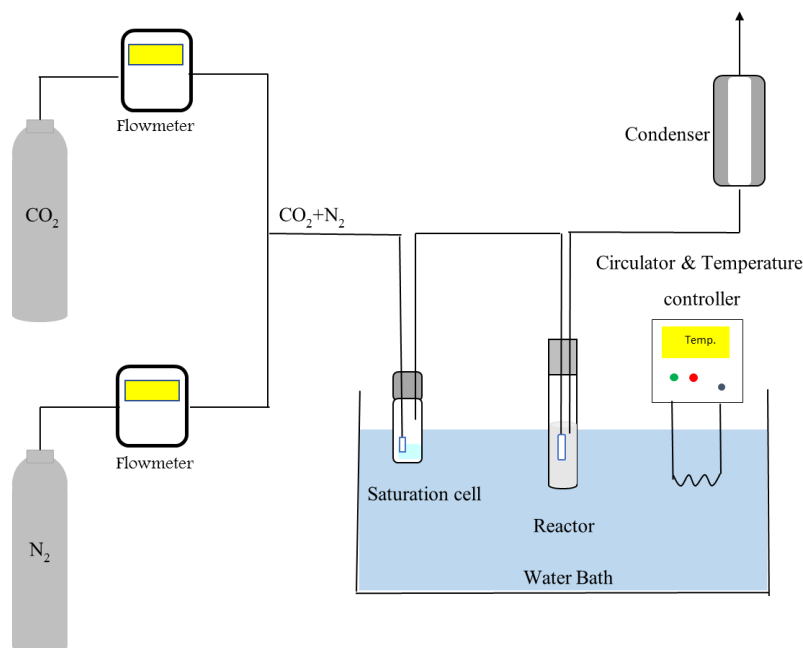 Flowmeter
CO₂
CO₂+N₂
Condenser
Circulator & Temperature
controller
Temp.
Flowmeter
N₂
Saturation cell
Reactor
Water Bath